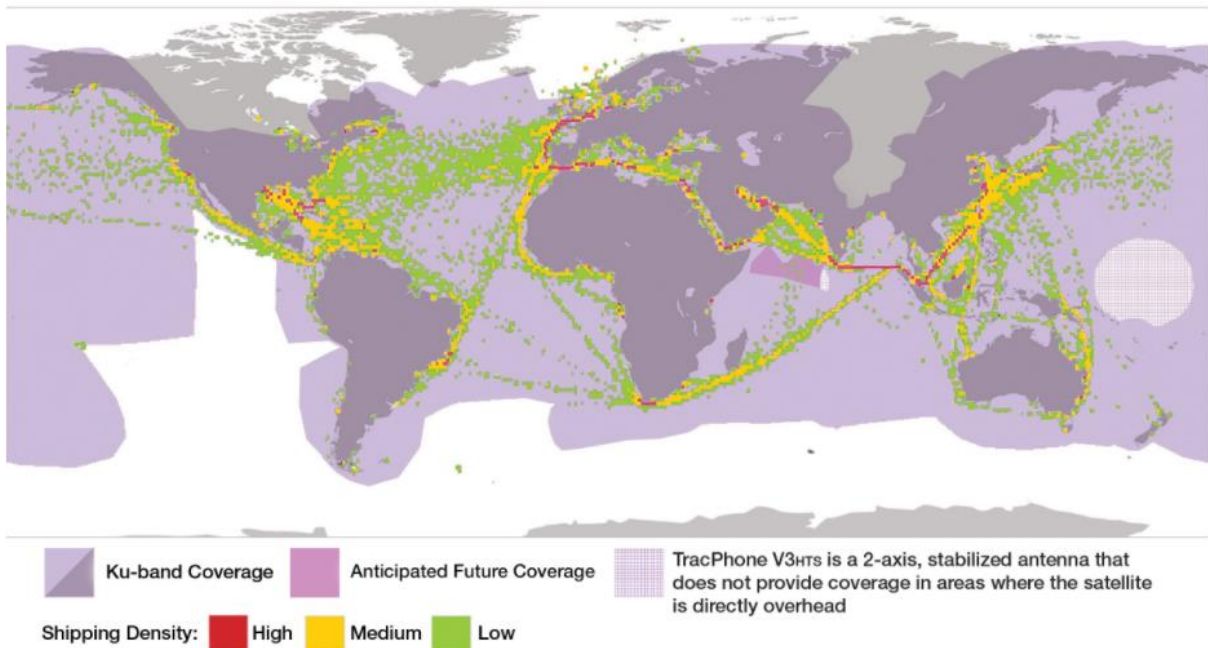 Ku-band Coverage
Anticipated Future Coverage
TracPhone V3HTS is a 2-axis, stabilized antenna that
does not provide coverage in areas where the satellite
is directly overhead
Shipping Density: High Medium Low